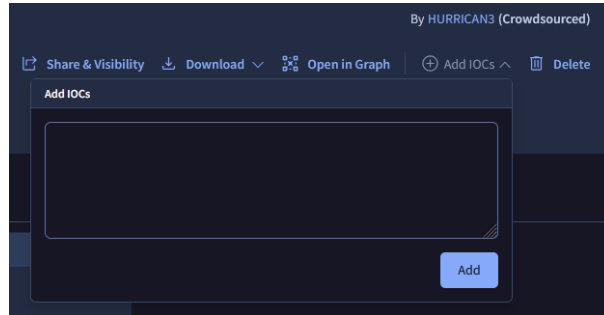 By HURRICAN3 (Crowdsourced)
Share & Visibility Download Open in Graph Add IOCs Delete
Add IOCs
Add